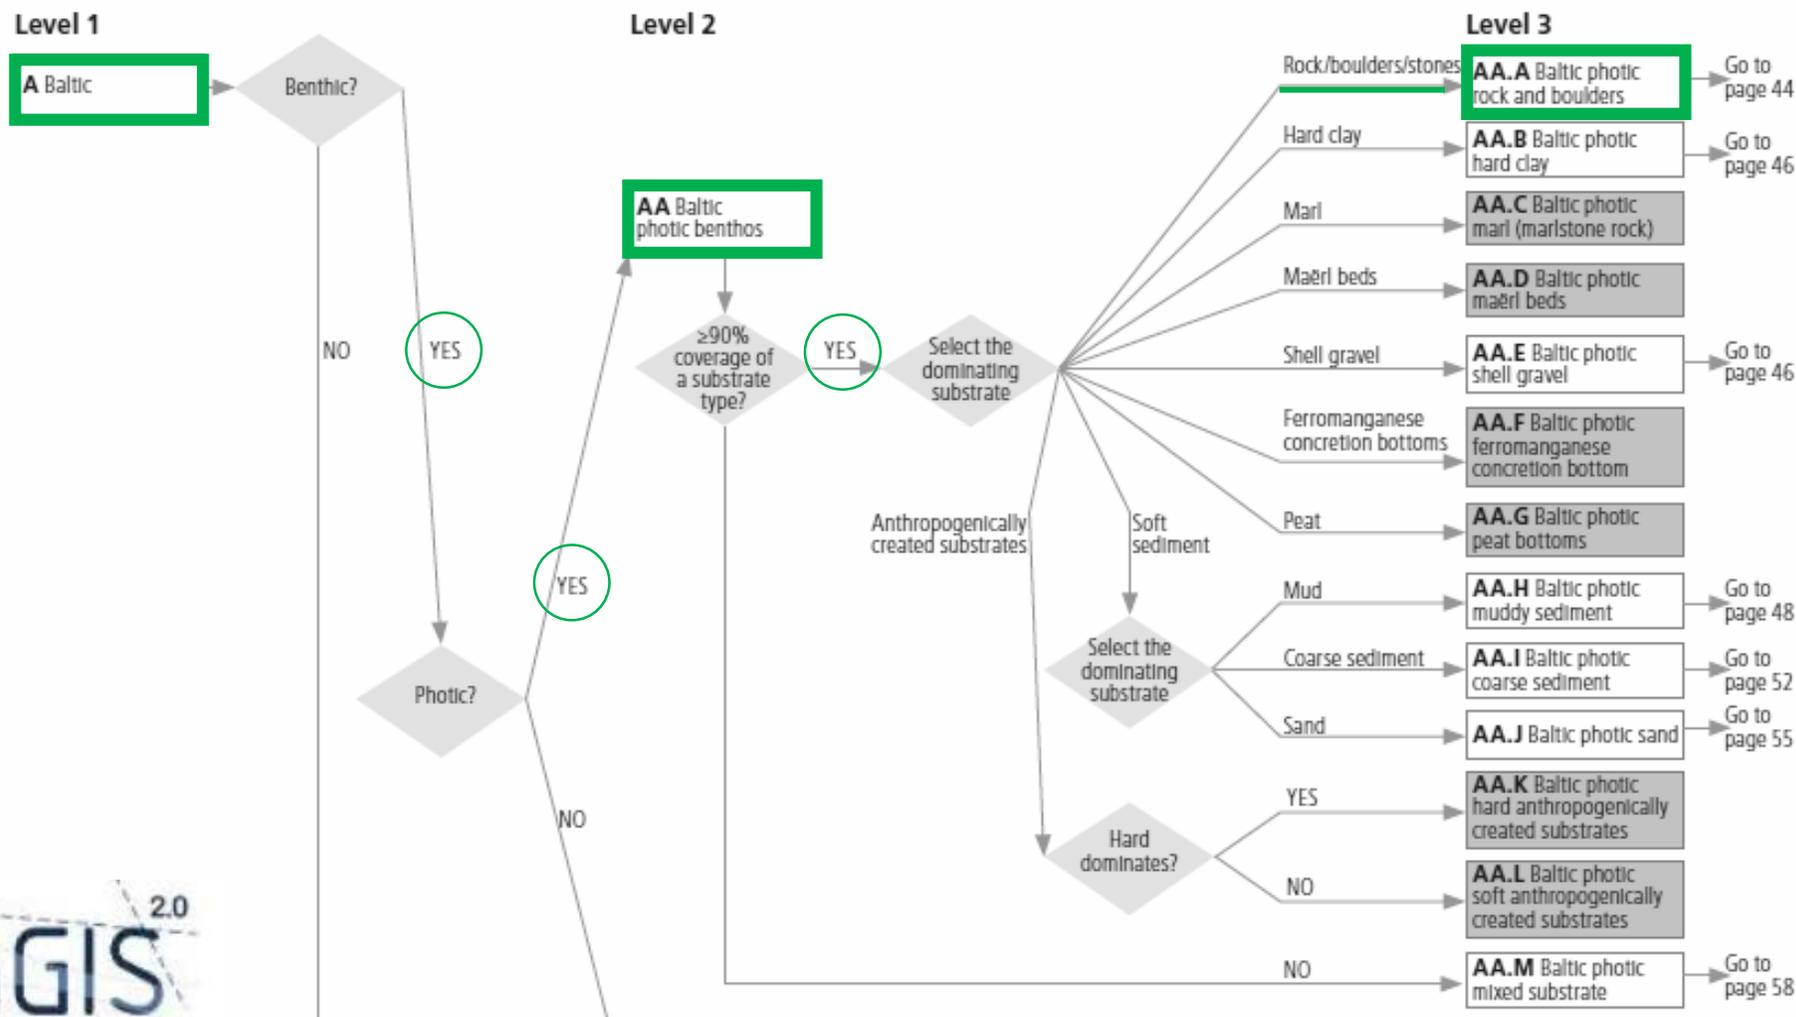 Level 1
Level 2
Level 3
A Baltic
Benthic?
NO
YES
Photic?
YES
NO
AA Baltic
photic benthos
≥90%
coverage of
a substrate
type?
YES
Select the
dominating
substrate
Rock/boulders/stones
AA.A Baltic photic
rock and boulders
Go to
page 44
Hard clay
AA.B Baltic photic
hard clay
Go to
page 46
Marl
AA.C Baltic photic
marl (marlstone rock)
Maërl beds
AA.D Baltic photic
maërl beds
Shell gravel
AA.E Baltic photic
shell gravel
Go to
page 46
Ferromanganese
concretion bottoms
AA.F Baltic photic
ferromanganese
concretion bottom
Peat
AA.G Baltic photic
peat bottoms
Anthropogenically
created substrates
Soft
sediment
Select the
dominating
substrate
Mud
AA.H Baltic photic
muddy sediment
Go to
page 48
Coarse sediment
AA.I Baltic photic
coarse sediment
Go to
page 52
Sand
AA.J Baltic photic sand
Go to
page 55
Hard
dominates?
YES
AA.K Baltic photic
hard anthropogenically
created substrates
NO
AA.L Baltic photic
soft anthropogenically
created substrates
NO
AA.M Baltic photic
mixed substrate
Go to
page 58
2.0
GIS